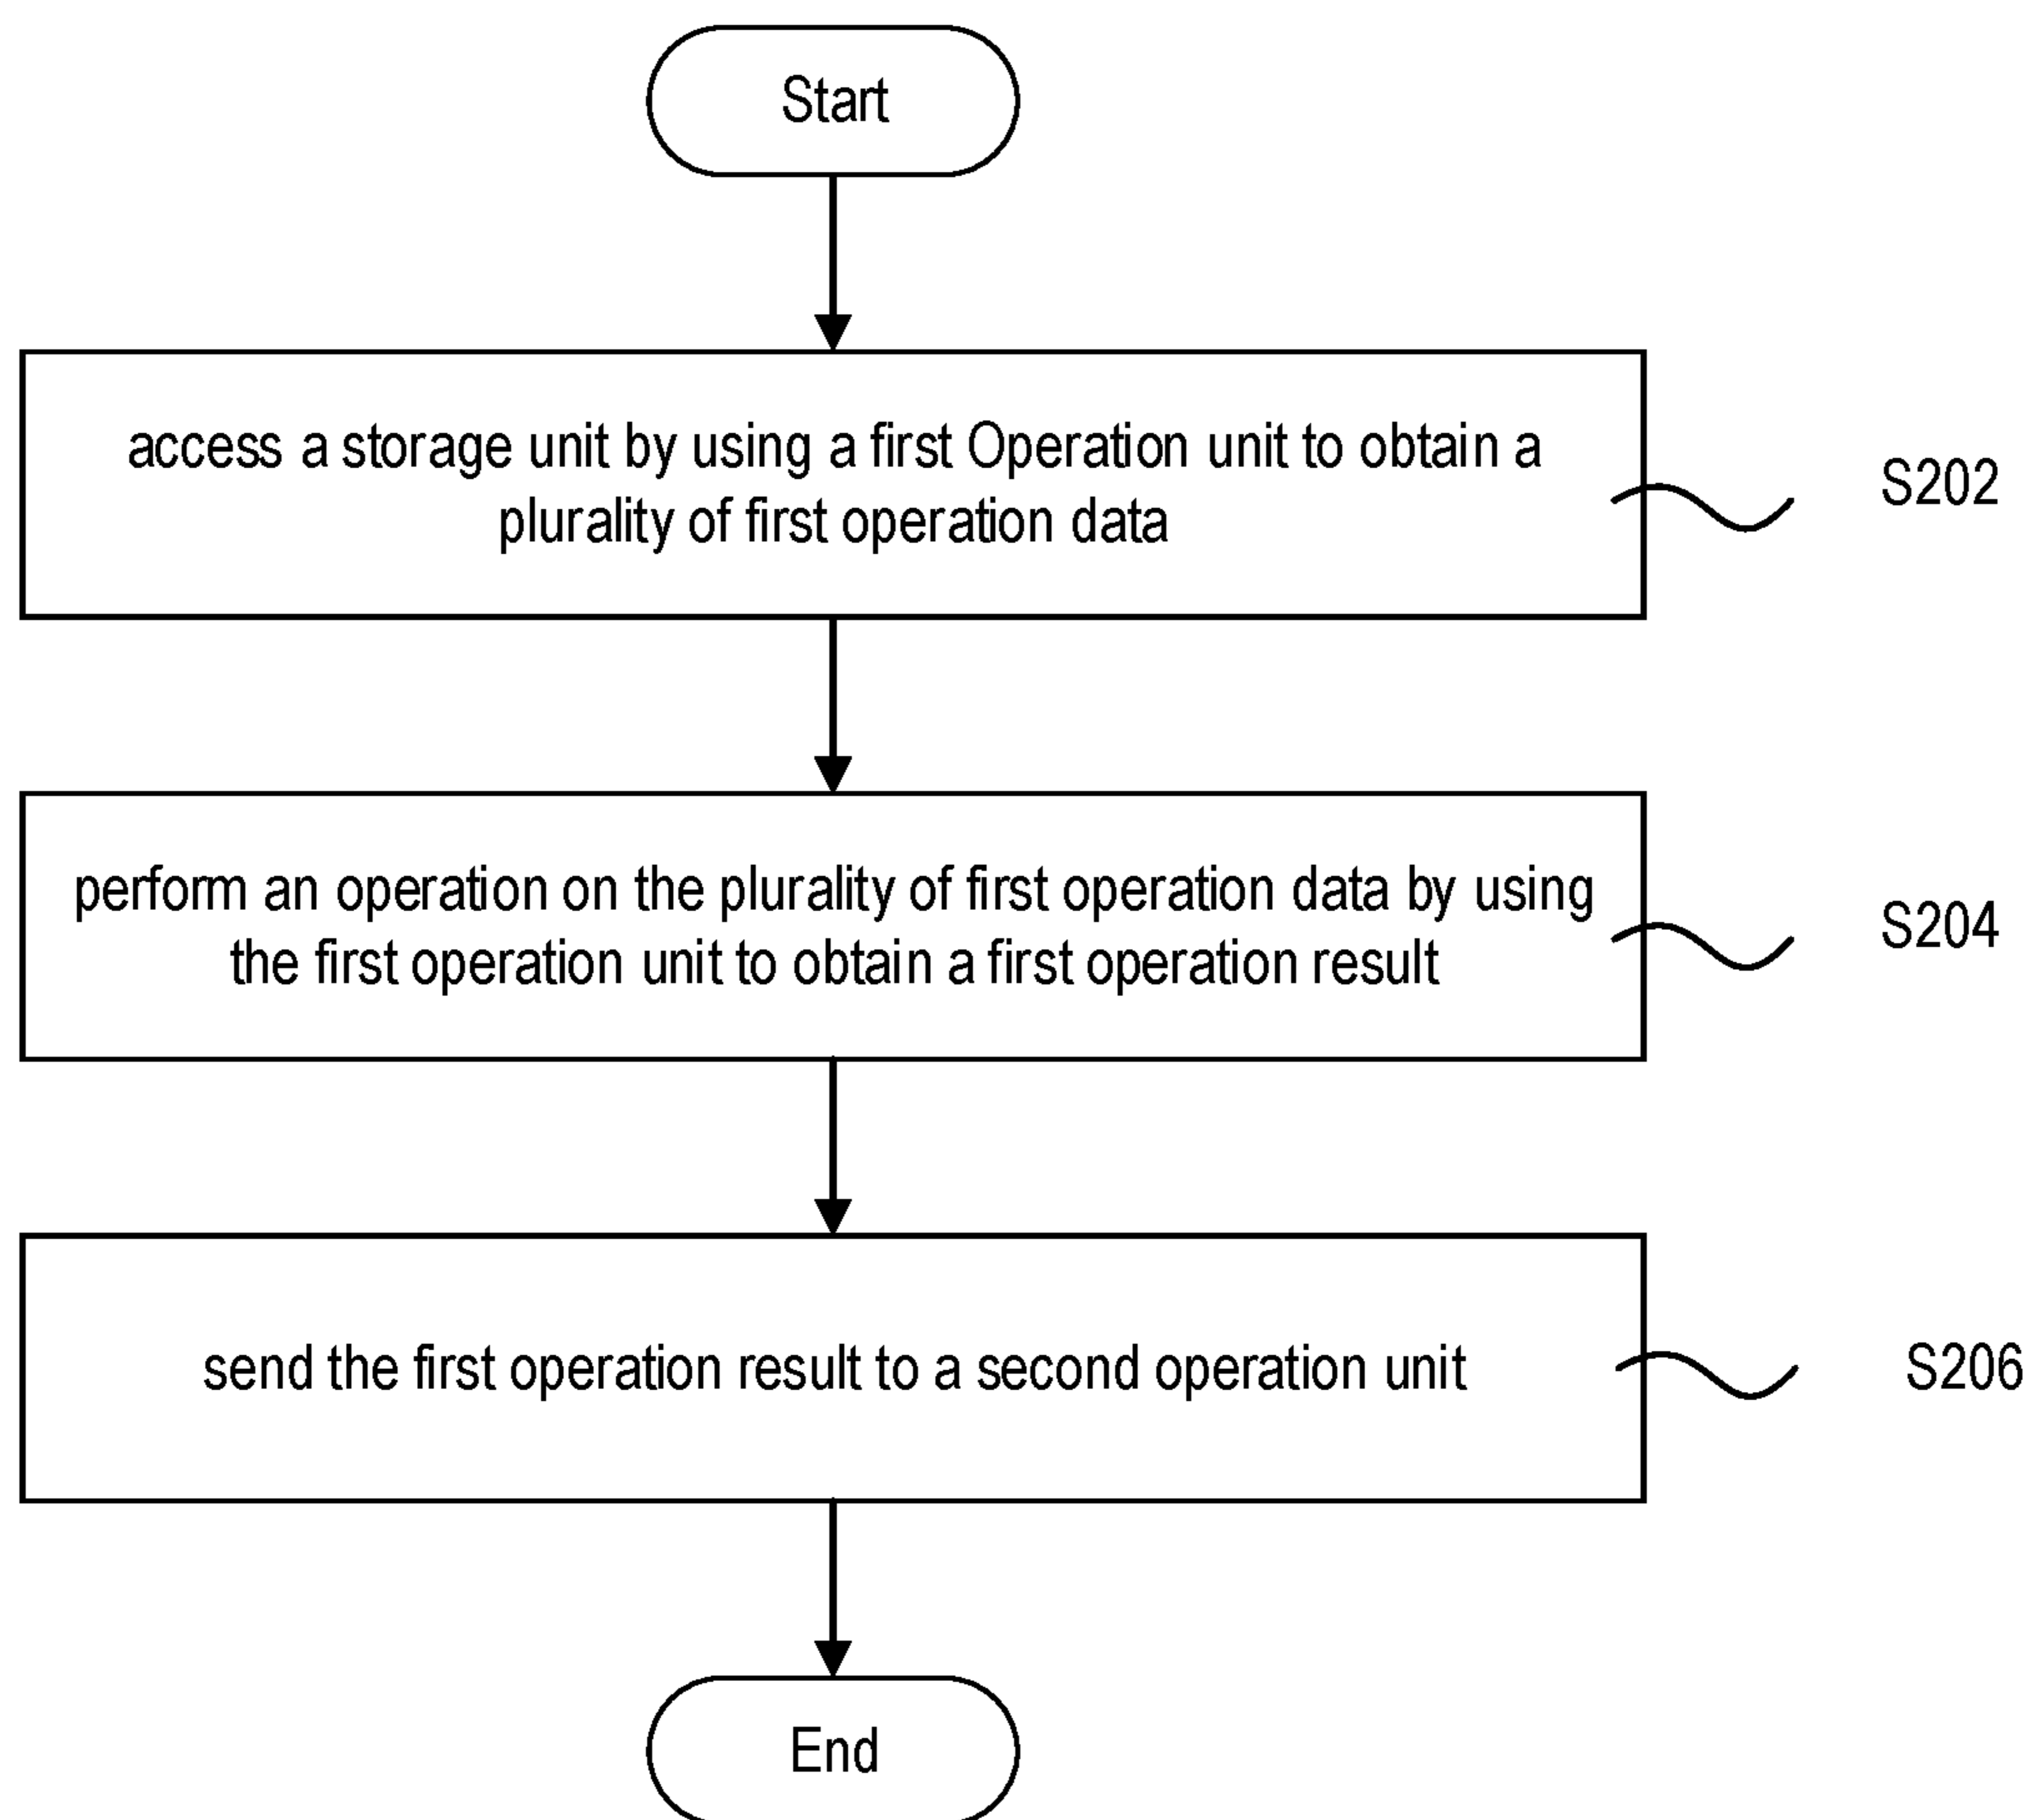 Start
access a storage unit by using a first Operation unit to obtain a
plurality of first operation data
S202
perform an operation on the plurality of first operation data by using
the first operation unit to obtain a first operation result
S204
send the first operation result to a second operation unit
S206
End